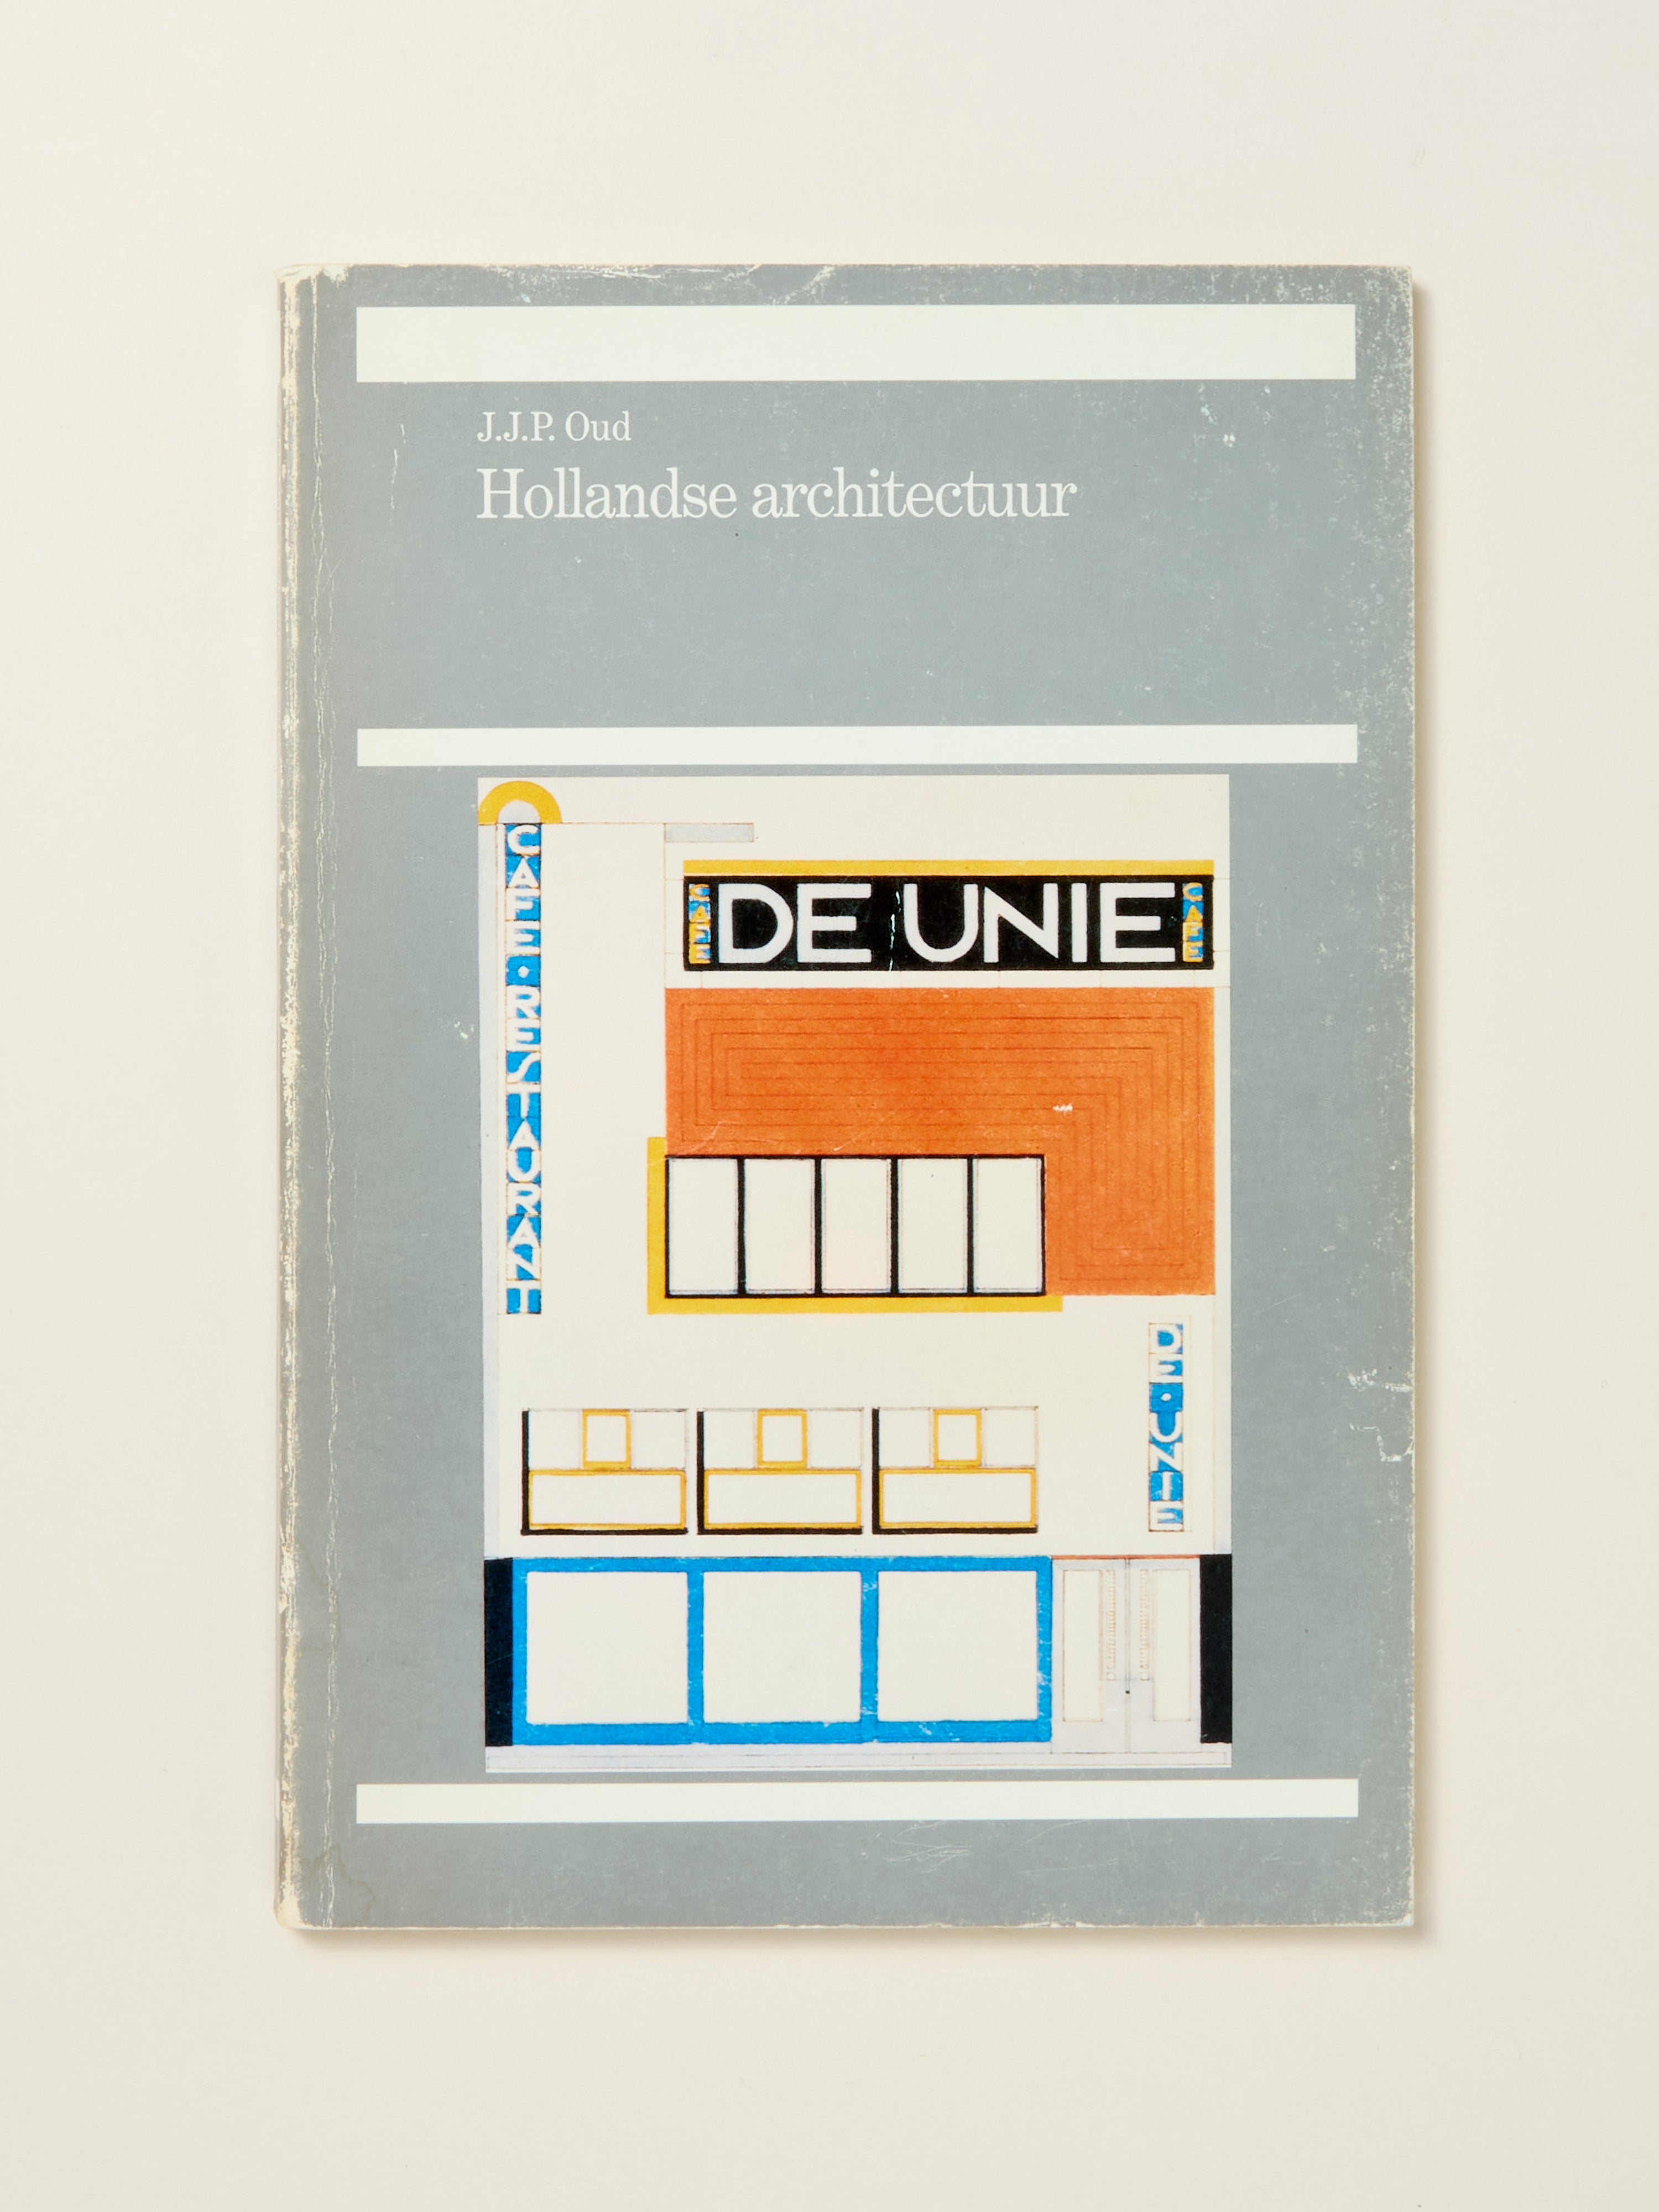 J.J.P. Oud
Hollandse architectuur
CAFE·RESTAURANT
CAFE
DE UNIE
CAFE
DE·UNIE